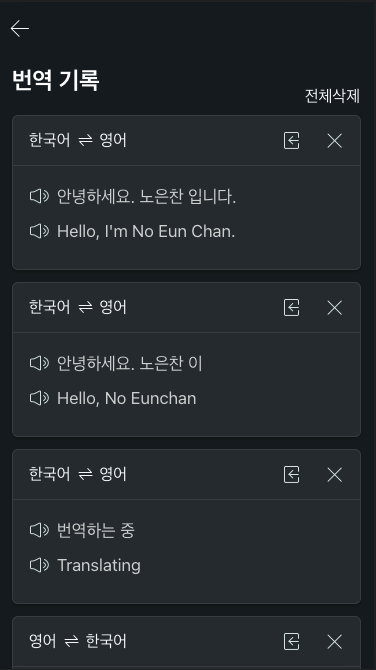 번역 기록
전체삭제
한국어 ⇌ 영어
안녕하세요. 노은찬 입니다.
Hello, I'm No Eun Chan.
한국어 ⇌ 영어
안녕하세요. 노은찬 이
Hello, No Eunchan
한국어 ⇌ 영어
번역하는 중
Translating
영어 ⇌ 한국어